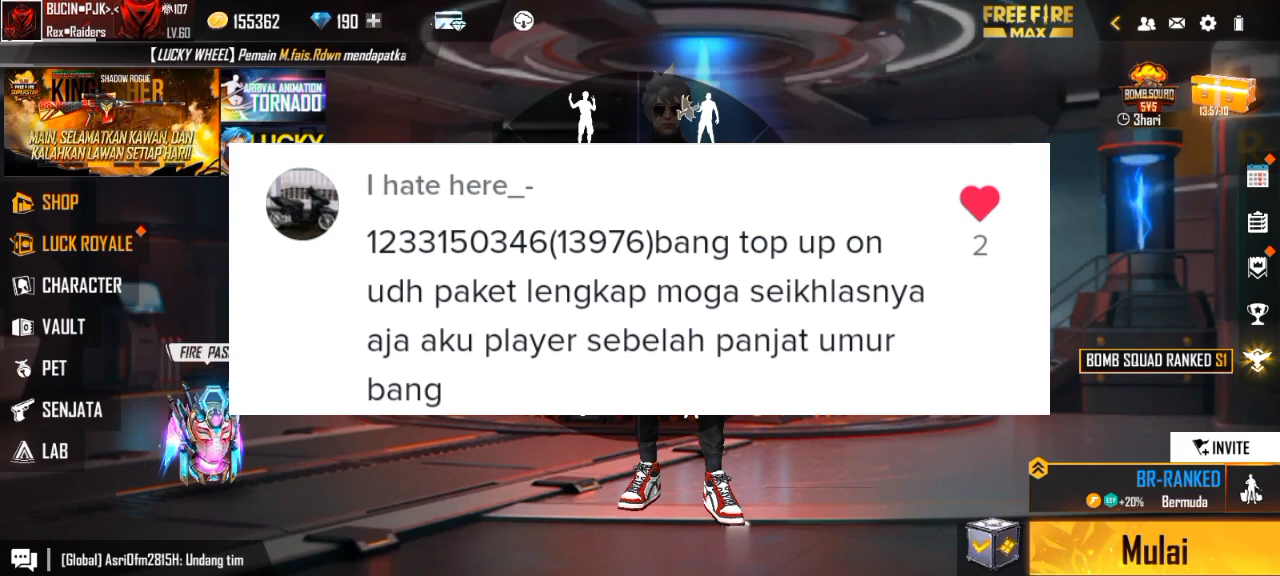 BUCIN■PJK>.<
107
155362
190
FREE FIRE
MAX
Rex■Raiders
LV.60
【LUCKY WHEEL】 Pemain M.fais.Rdwn mendapatka
SHADOW ROGUE
ARRIVAL ANIMATION
TORNADO
MAIN, SELAMATKAN KAWAN, DAN
KALAHKAN LAWAN SETIAP HARI!
LUCKY
BOMB SQUAD
5V5
3hari
13:57:10
I hate here_-
1233150346(13976)bang top up on
udh paket lengkap moga seikhlasnya
aja aku player sebelah panjat umur
bang
2
SHOP
LUCK ROYALE
CHARACTER
VAULT
PET
SENJATA
LAB
FIRE PAS
BOMB SQUAD RANKED S1
INVITE
BR-RANKED
EXP +20%
Bermuda
Mulai
[Global] AsriOfm2815H: Undang tim